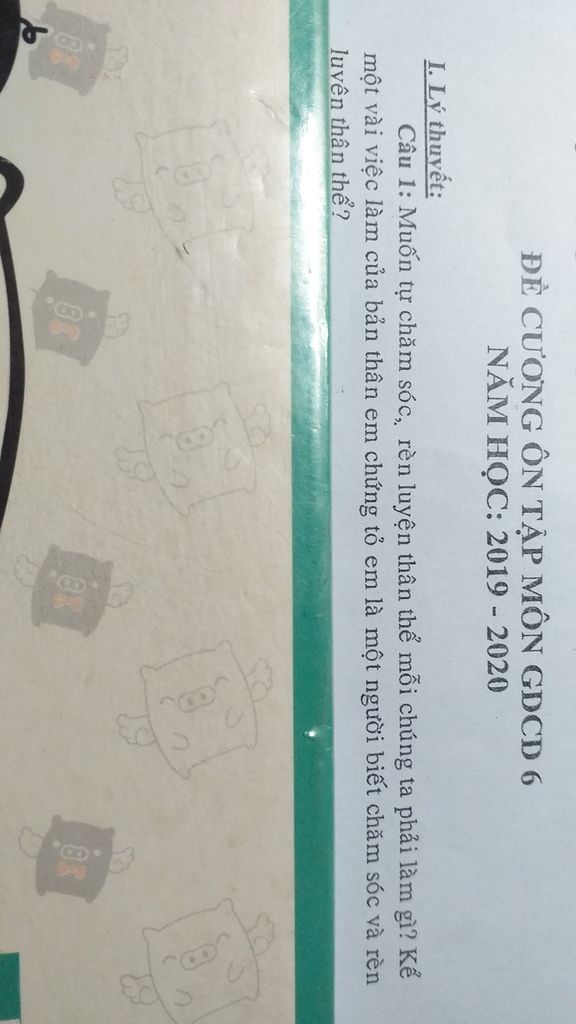 ĐỀ CƯƠNG ÔN TẬP MÔN GDCD 6
NĂM HỌC: 2019 - 2020
I. Lý thuyết:
Câu 1: Muốn tự chăm sóc, rèn luyện thân thể mỗi chúng ta phải làm gì? Kể
một vài việc làm của bản thân em chứng tỏ em là một người biết chăm sóc và rèn
luyện thân thể?